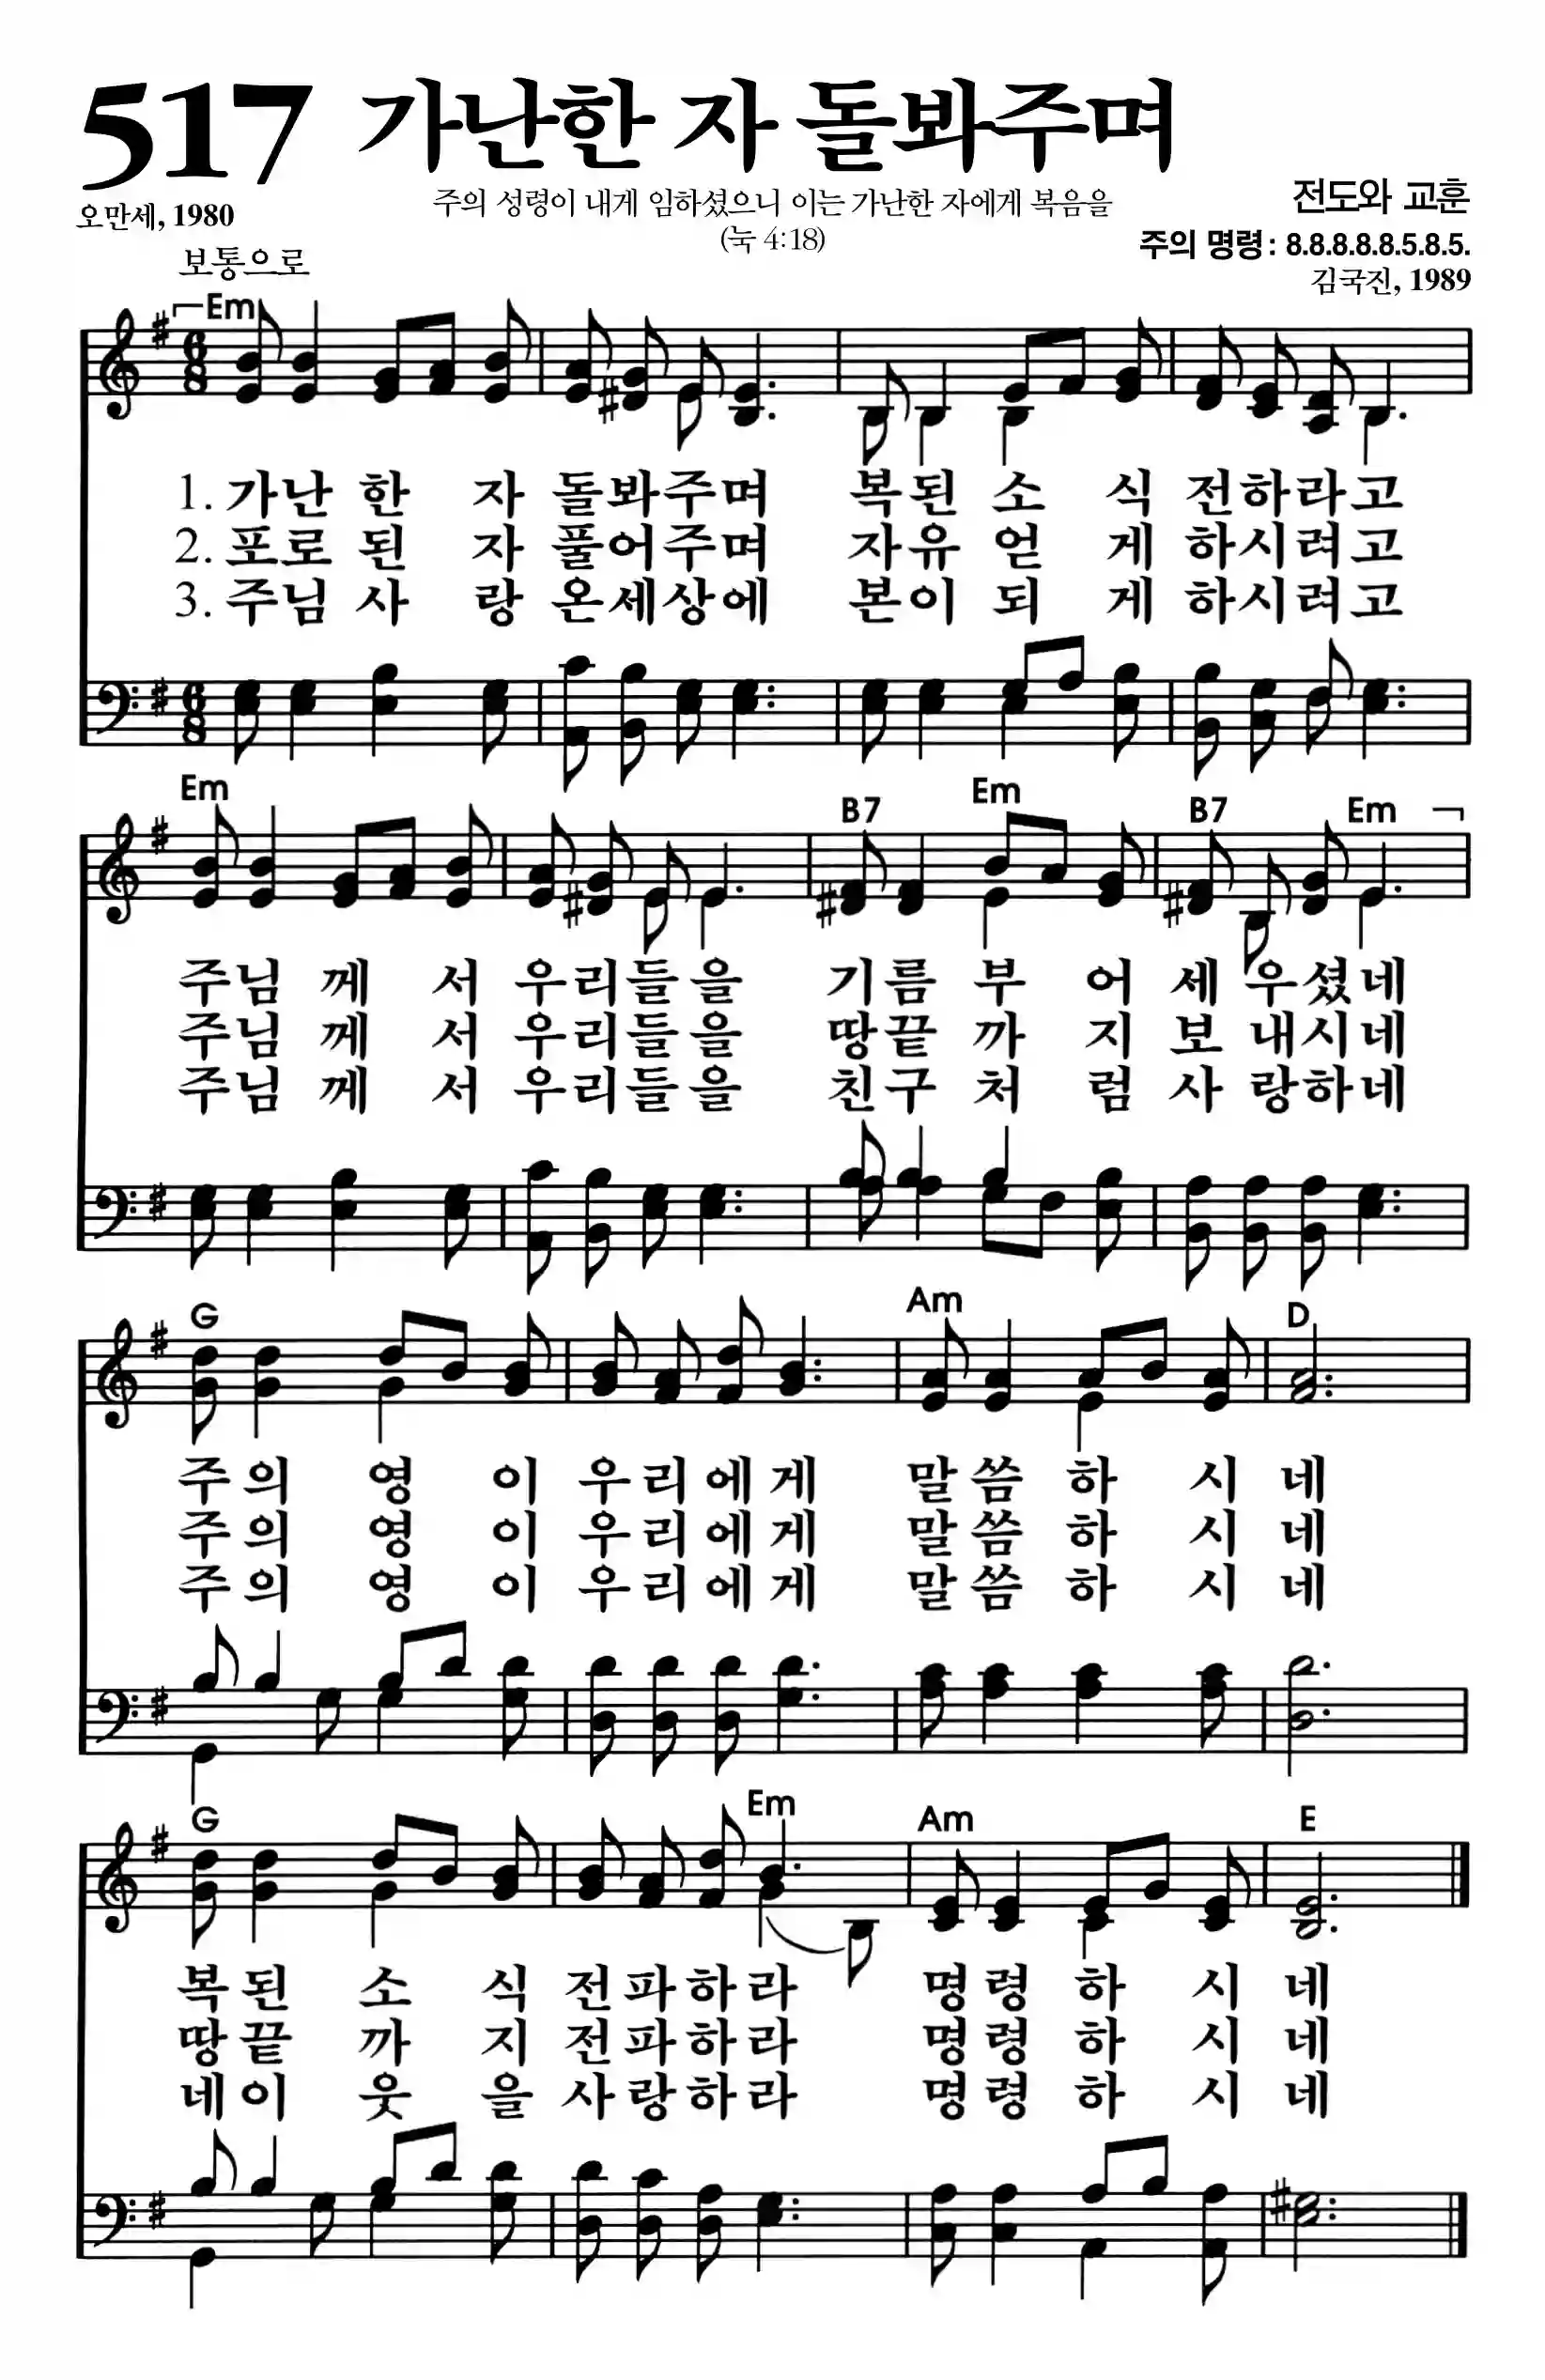 517 가난한 자 돌봐주며
주의 성령이 내게 임하셨으니 이는 가난한 자에게 복음을
(눅 4:18)
전도와 교훈
오만세, 1980
주의 명령: 8.8.8.8.8.5.8.5.
보통으로
김국진, 1989
Em
1. 가난 한 자 돌봐주며 복된 소 식 전하라고
2. 포로 된 자 풀어주며 자유 얻 게 하시려고
3. 주님 사 랑 온세상에 본이 되 게 하시려고
Em B7 Em B7 Em
주님 께 서 우리들을 기름 부 어 세 우셨네
주님 께 서 우리들을 땅끝 까 지 보 내시네
주님 께 서 우리들을 친구 처 럼 사 랑하네
G Am D
주의 영 이 우리에게 말씀 하 시 네
주의 영 이 우리에게 말씀 하 시 네
주의 영 이 우리에게 말씀 하 시 네
G Em Am E
복된 소 식 전파하라 명령 하 시 네
땅끝 까 지 전파하라 명령 하 시 네
네이 웃 을 사랑하라 명령 하 시 네